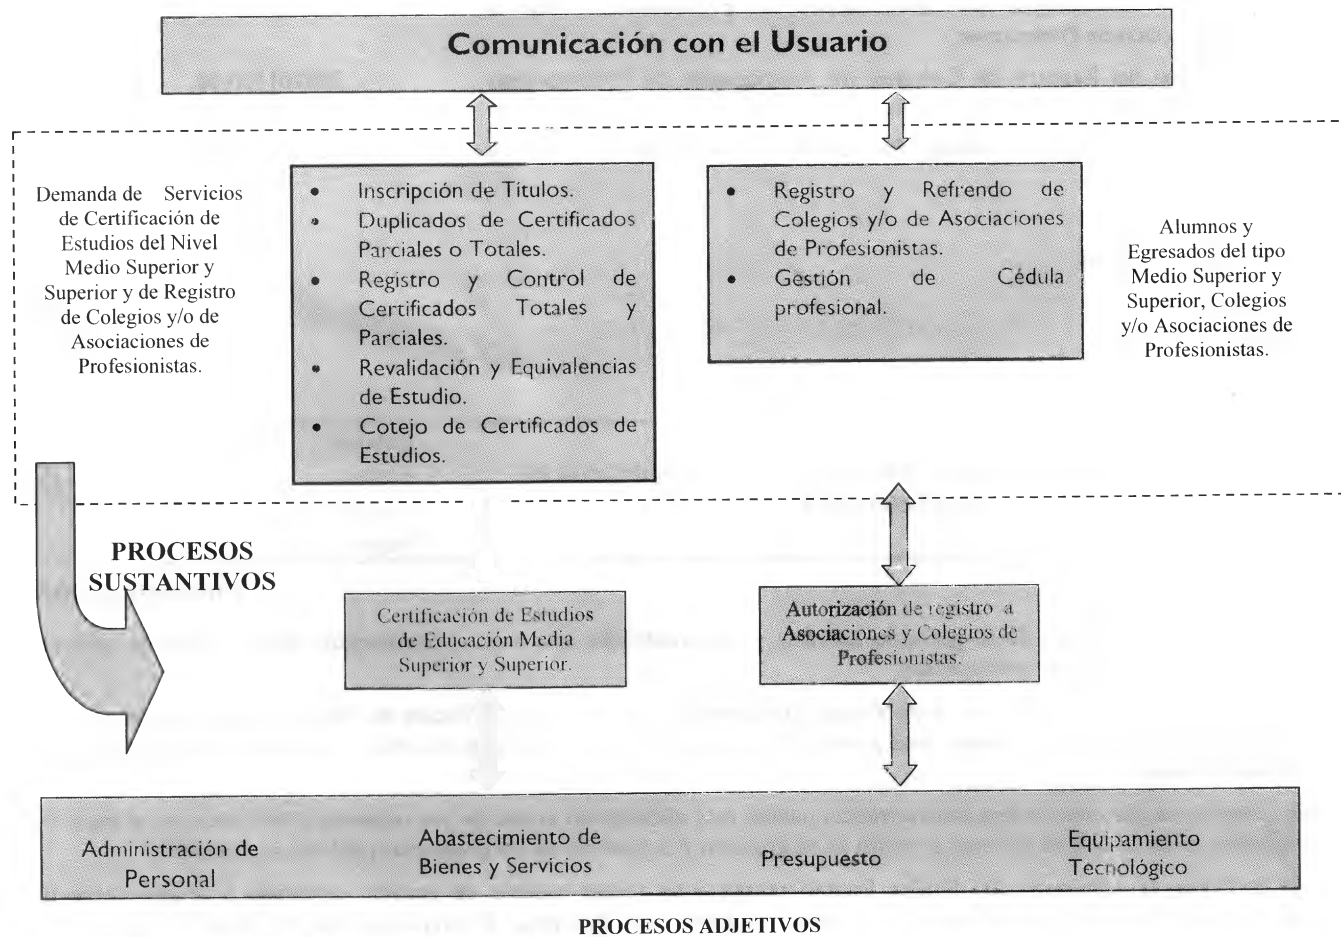 Comunicación con el Usuario
Demanda de Servicios
de Certificación de
Estudios del Nivel
Medio Superior y
Superior y de Registro
de Colegios y/o de
Asociaciones de
Profesionistas.
• Inscripción de Titulos.
• Duplicados de Certificados
Parciales o Totales.
• Registro y Control de
Certificados Totales y
Parciales.
• Revalidación y Equivalencias
de Estudio.
• Cotejo de Certificados de
Estudios.
• Registro y Refrendo de
Colegios y/o de Asociaciones
de Profesionistas.
• Gestión de Cédula
profesional.
Alumnos y
Egresados del tipo
Medio Superior y
Superior, Colegios
y/o Asociaciones de
Profesionistas.
PROCESOS
SUSTANTIVOS
Certificación de Estudios
de Educación Media
Superior y Superior.
Autorización de registro a
Asociaciones y Colegios de
Profesionistas.
Administración de
Personal
Abastecimiento de
Bienes y Servicios
Presupuesto
Equipamiento
Tecnológico
PROCESOS ADJETIVOS